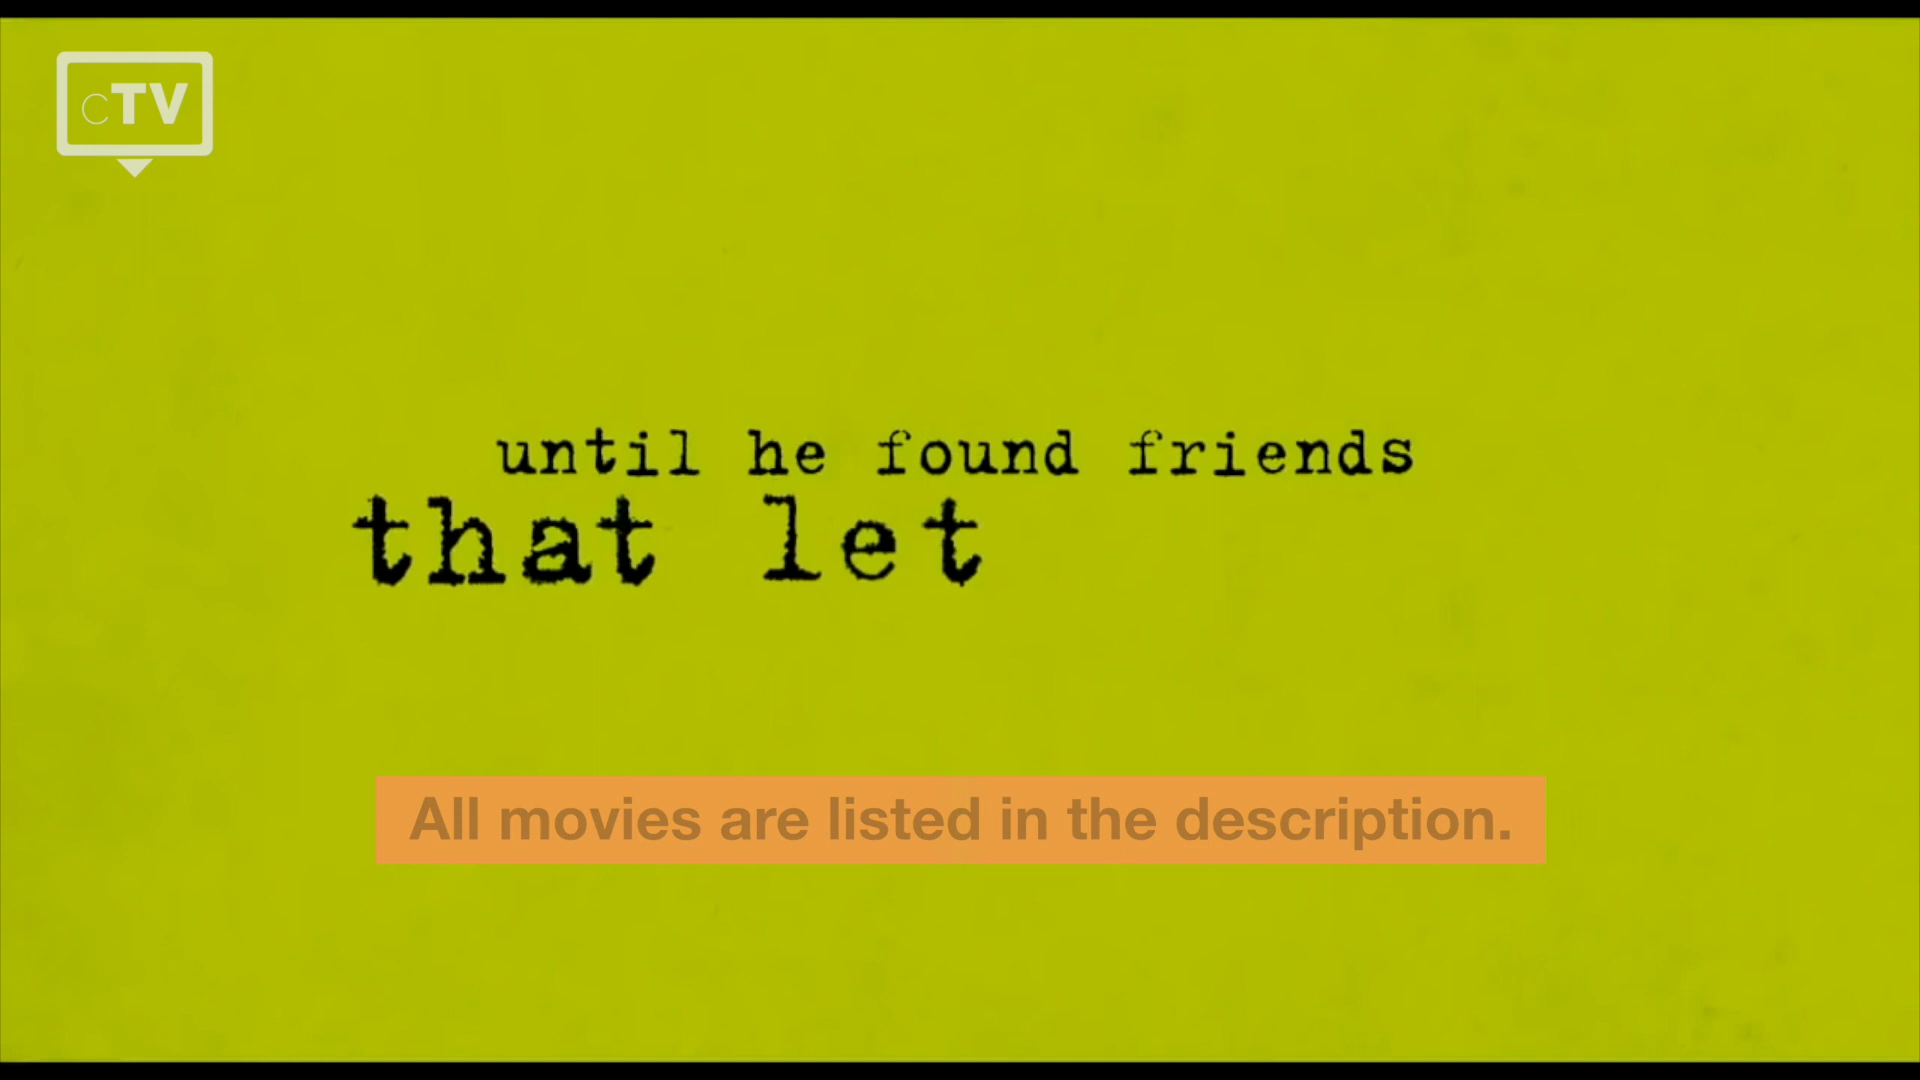 cTV
until he found friends
that let
All movies are listed in the description.